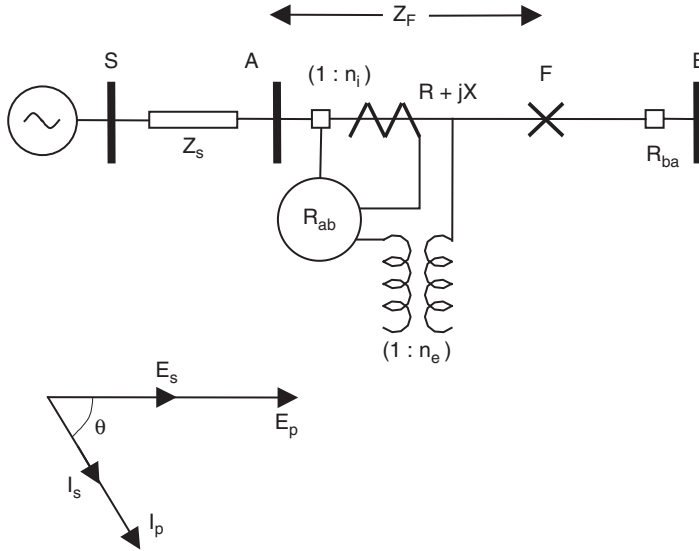 Z_F
S
A
(1 : n_i)
R + jX
F
Z_s
R_ba
R_ab
(1 : n_e)
E_s
E_p
θ
I_s
I_p